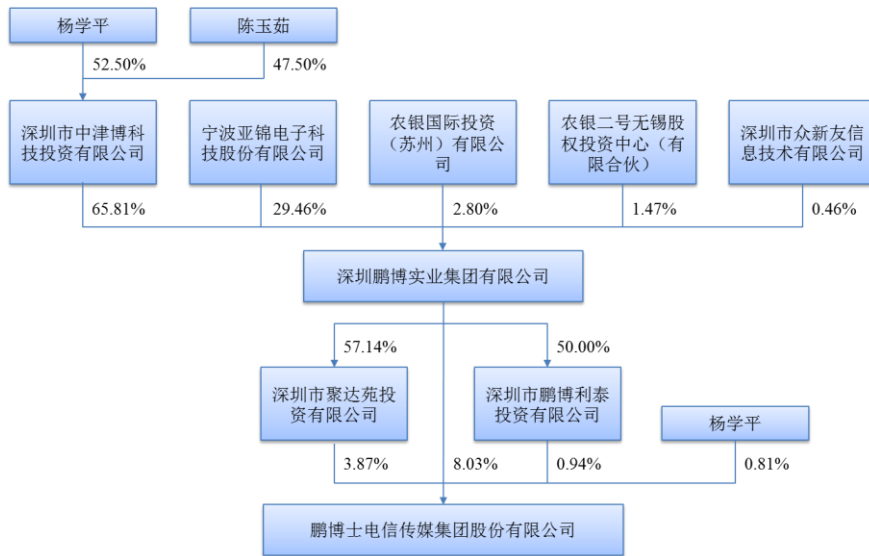 杨学平
陈玉茹
52.50%
47.50%
深圳市中津博科
技投资有限公司
宁波亚锦电子科
技股份有限公司
农银国际投资
（苏州）有限公
司
农银二号无锡股
权投资中心（有
限合伙）
深圳市众新友信
息技术有限公司
65.81%
29.46%
2.80%
1.47%
0.46%
深圳鹏博实业集团有限公司
57.14%
50.00%
深圳市聚达苑投
资有限公司
深圳市鹏博利泰
投资有限公司
杨学平
3.87%
8.03%
0.94%
0.81%
鹏博士电信传媒集团股份有限公司